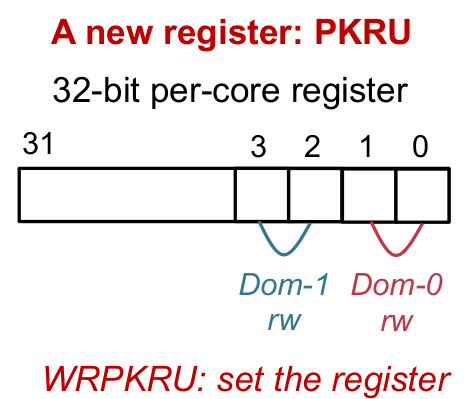 A new register: PKRU
32-bit per-core register
31 3 2 1 0
Dom-1 Dom-0
rw rw
WRPKRU: set the register